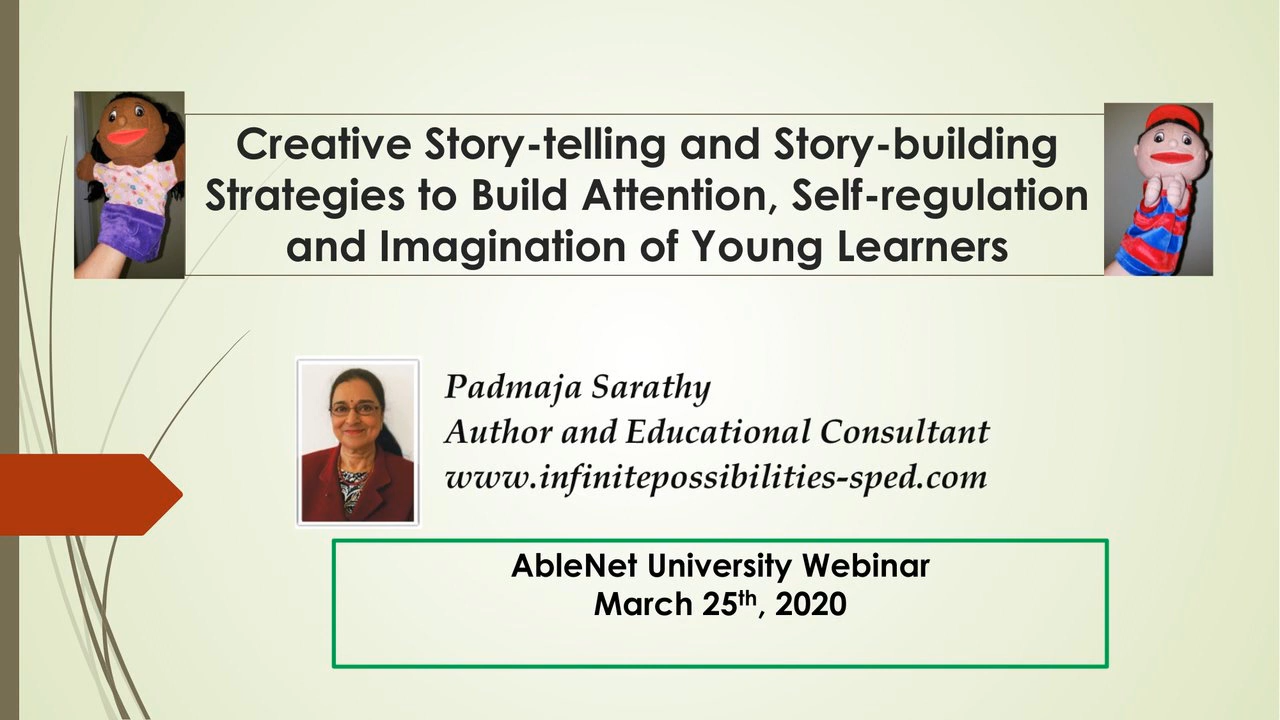 Creative Story-telling and Story-building
Strategies to Build Attention, Self-regulation
and Imagination of Young Learners
Padmaja Sarathy
Author and Educational Consultant
www.infinitepossibilities-sped.com
AbleNet University Webinar
March 25th, 2020